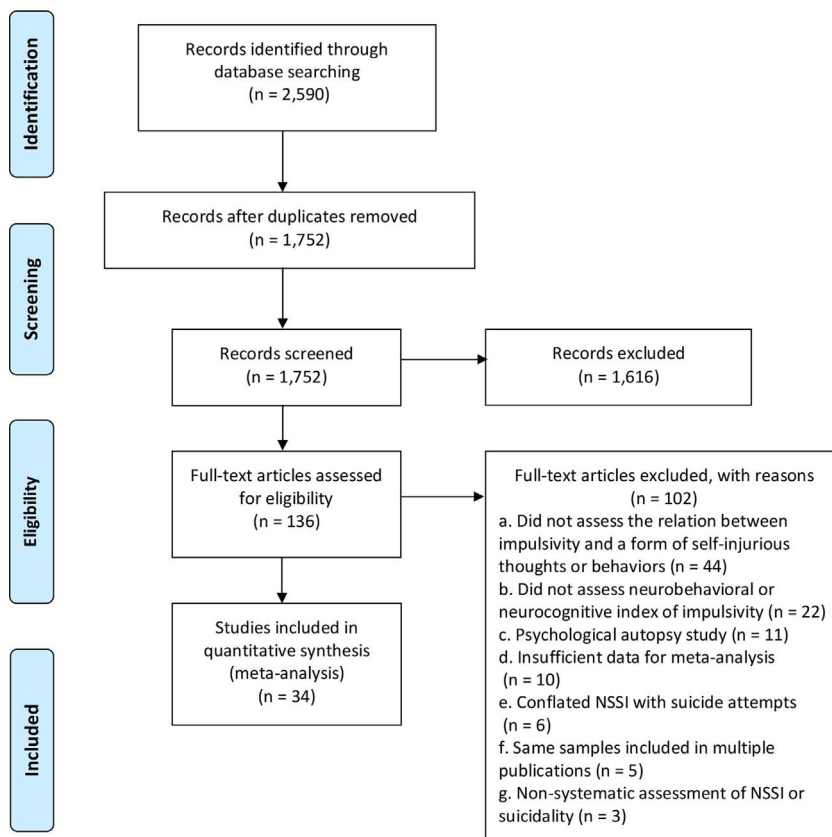 Identification
Records identified through
database searching
(n = 2,590)
Records after duplicates removed
(n = 1,752)
Screening
Records screened
(n = 1,752)
Records excluded
(n = 1,616)
Eligibility
Full-text articles assessed
for eligibility
(n = 136)
Full-text articles excluded, with reasons
(n = 102)
a. Did not assess the relation between
impulsivity and a form of self-injurious
thoughts or behaviors (n = 44)
b. Did not assess neurobehavioral or
neurocognitive index of impulsivity (n = 22)
c. Psychological autopsy study (n = 11)
d. Insufficient data for meta-analysis
(n = 10)
e. Conflated NSSI with suicide attempts
(n = 6)
f. Same samples included in multiple
publications (n = 5)
g. Non-systematic assessment of NSSI or
suicidality (n = 3)
Included
Studies included in
quantitative synthesis
(meta-analysis)
(n = 34)